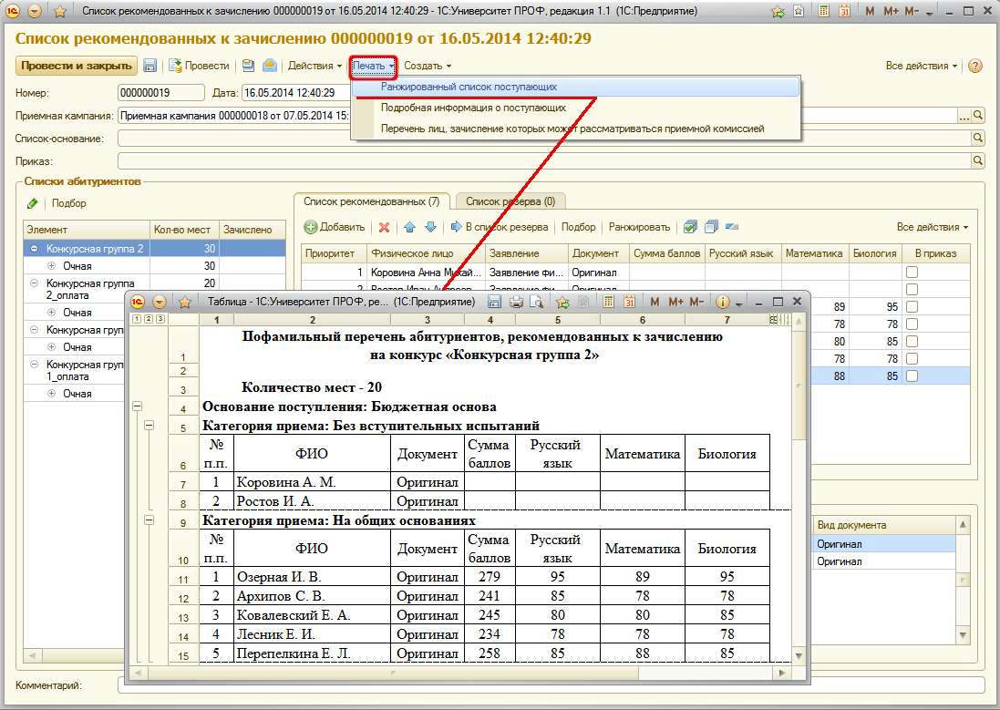 Список рекомендованных к зачислению 000000019 от 16.05.2014 12:40:29 - 1С:Университет ПРОФ, редакция 1.1 (1С:Предприятие)
M M+ M-
Список рекомендованных к зачислению 000000019 от 16.05.2014 12:40:29
Провести и закрыть Провести Действия Печать Создать Все действия
Ранжированный список поступающих
Подробная информация о поступающих
Перечень лиц, зачисление которых может рассматриваться приемной комиссией
Номер: 000000019 Дата: 16.05.2014 12:40:29
Приемная кампания: Приемная кампания 000000018 от 07.05.2014 15:
Список-основание:
Приказ:
Списки абитуриентов
Подбор
Элемент Кол-во мест Зачислено
Конкурсная группа 2 30
Очная 30
Конкурсная группа 20
2_оплата
Очная
Конкурсная груп
Очная
Конкурсная груп
1_оплата
Очная
Список рекомендованных (7) Список резерва (0)
Добавить В список резерва Подбор Ранжировать Все действия
Приоритет Физическое лицо Заявление Документ Сумма баллов Русский язык Математика Биология В приказ
1 Коровина Анна Михай... Заявление фи... Оригинал
2 Ростов Иван Андреев... Заявление фи... Оригинал
89 95
78 78
80 85
78 78
88 85
Вид документа
Оригинал
Оригинал
Таблица - 1С:Университет ПРОФ, ре... (1С:Предприятие) M M+ M-
1 2 3
1 2 3 4 5 6 7
Пофамильный перечень абитуриентов, рекомендованных к зачислению
1 на конкурс «Конкурсная группа 2»
2
3 Количество мест - 20
4 Основание поступления: Бюджетная основа
5 Категория приема: Без вступительных испытаний
6 № п.п. ФИО Документ Сумма баллов Русский язык Математика Биология
7 1 Коровина А. М. Оригинал
8 2 Ростов И. А. Оригинал
9 Категория приема: На общих основаниях
10 № п.п. ФИО Документ Сумма баллов Русский язык Математика Биология
11 1 Озерная И. В. Оригинал 279 95 89 95
12 2 Архипов С. В. Оригинал 241 85 78 78
13 3 Ковалевский Е. А. Оригинал 245 80 80 85
14 4 Лесник Е. И. Оригинал 234 78 78 78
15 5 Перепелкина Е. Л. Оригинал 258 85 88 85
Комментарий: